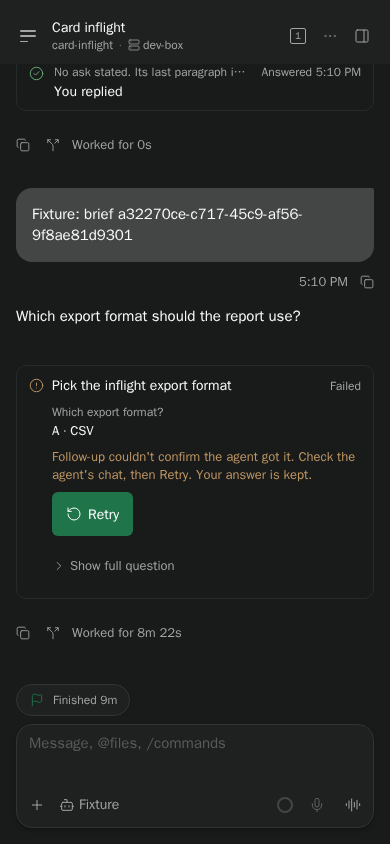 Card inflight
card-inflight · dev-box
1
No ask stated. Its last paragraph i··· Answered 5:10 PM
You replied
Worked for 0s
Fixture: brief a32270ce-c717-45c9-af56-
9f8ae81d9301
5:10 PM
Which export format should the report use?
Pick the inflight export format Failed
Which export format?
A · CSV
Follow-up couldn't confirm the agent got it. Check the
agent's chat, then Retry. Your answer is kept.
Retry
Show full question
Worked for 8m 22s
Finished 9m
Message, @files, /commands
Fixture